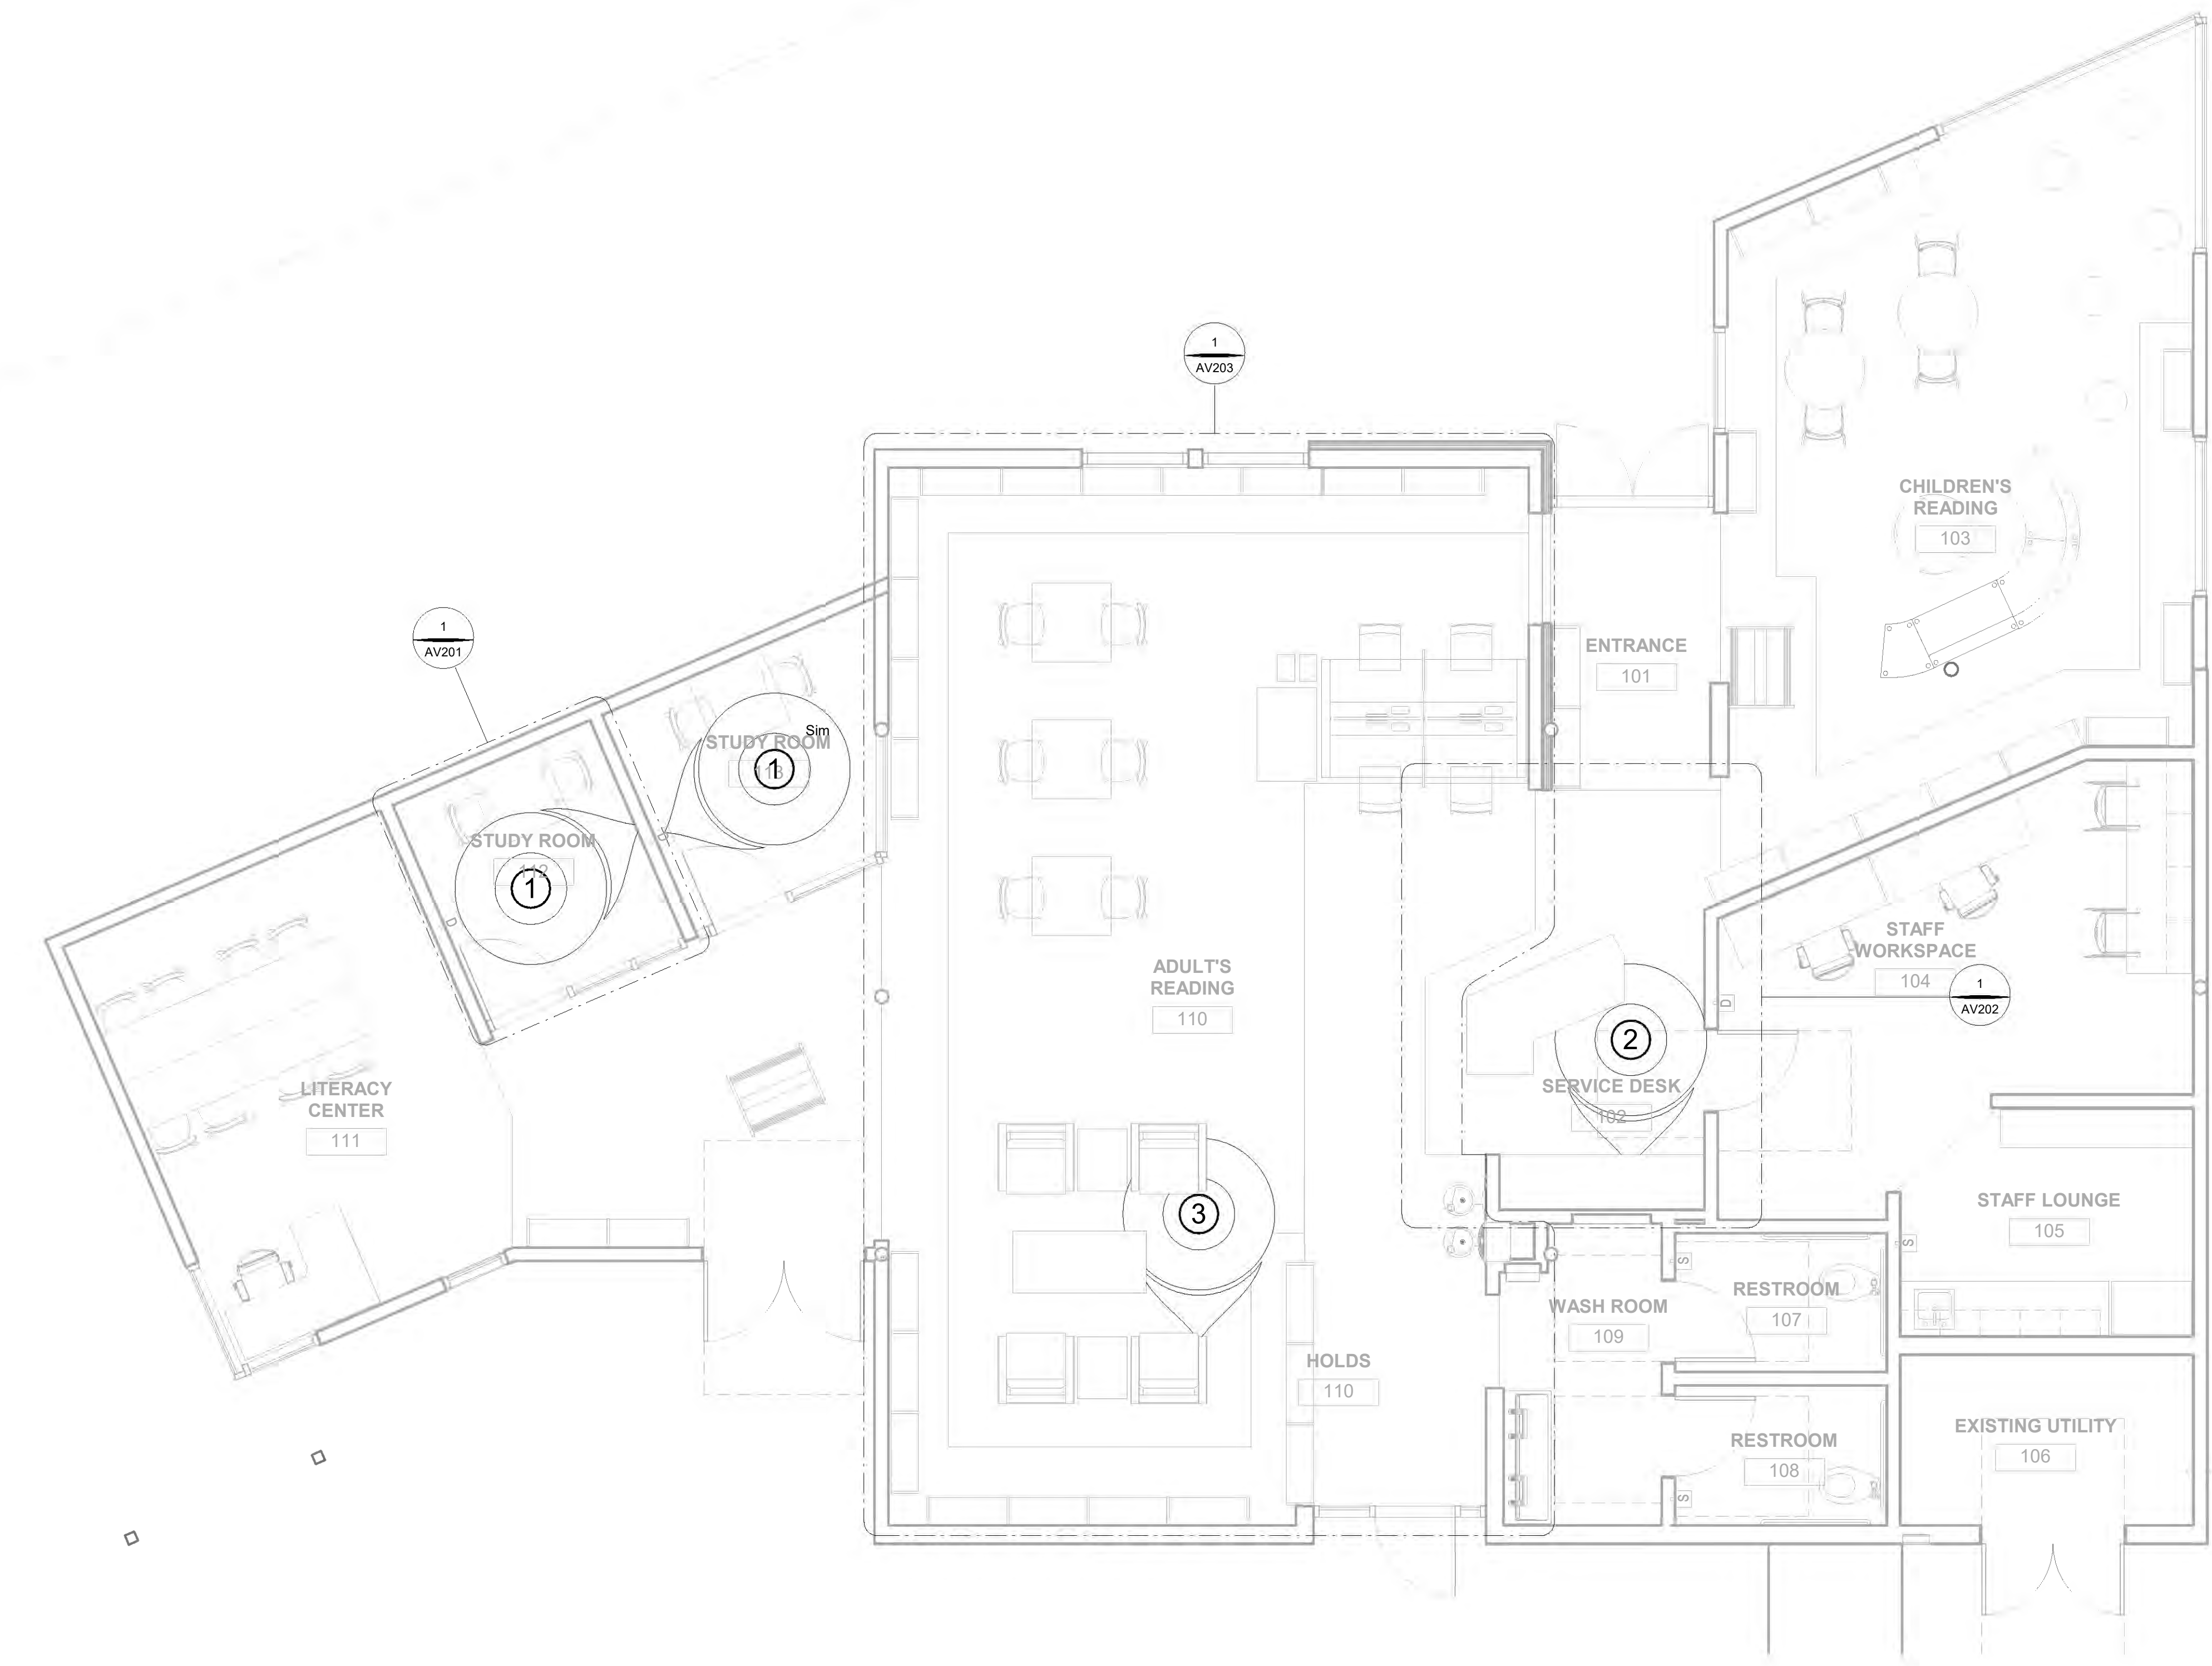 1
AV203
CHILDREN'S
READING
103
1
AV201
ENTRANCE
101
Sim
STUDY ROOM
113
1
STUDY ROOM
112
1
D
D
STAFF
WORKSPACE
104
1
AV202
D
ADULT'S
READING
110
2
SERVICE DESK
102
LITERACY
CENTER
111
3
STAFF LOUNGE
105
S
S
RESTROOM
107
WASH ROOM
109
HOLDS
110
RESTROOM
108
S
EXISTING UTILITY
106